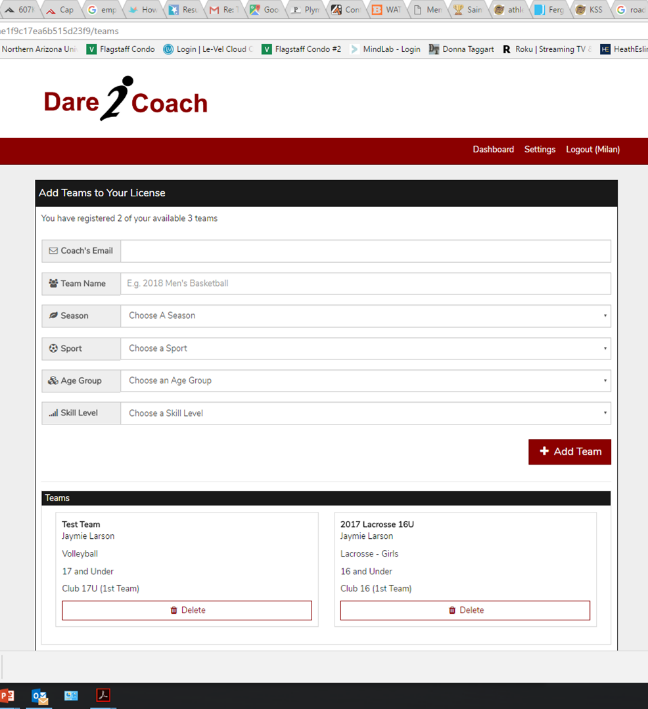 607
Cap
emp
How
Resu
Re:
Goo
Plyn
Con
WAT
Mer
Sain
athl
Ferg
KSS
road
e1f9c17ea6b515d23f9/teams
Northern Arizona Uni
Flagstaff Condo
Login | Le-Vel Cloud C
Flagstaff Condo #2
MindLab - Login
Donna Taggart
Roku | Streaming TV &
HeathEslin
Dare i Coach
Dashboard Settings Logout (Milan)
Add Teams to Your License
You have registered 2 of your available 3 teams
Coach's Email
Team Name E.g. 2018 Men's Basketball
Season Choose A Season
Sport Choose a Sport
Age Group Choose an Age Group
Skill Level Choose a Skill Level
+ Add Team
Teams
Test Team
Jaymie Larson
Volleyball
17 and Under
Club 17U (1st Team)
Delete
2017 Lacrosse 16U
Jaymie Larson
Lacrosse - Girls
16 and Under
Club 16 (1st Team)
Delete